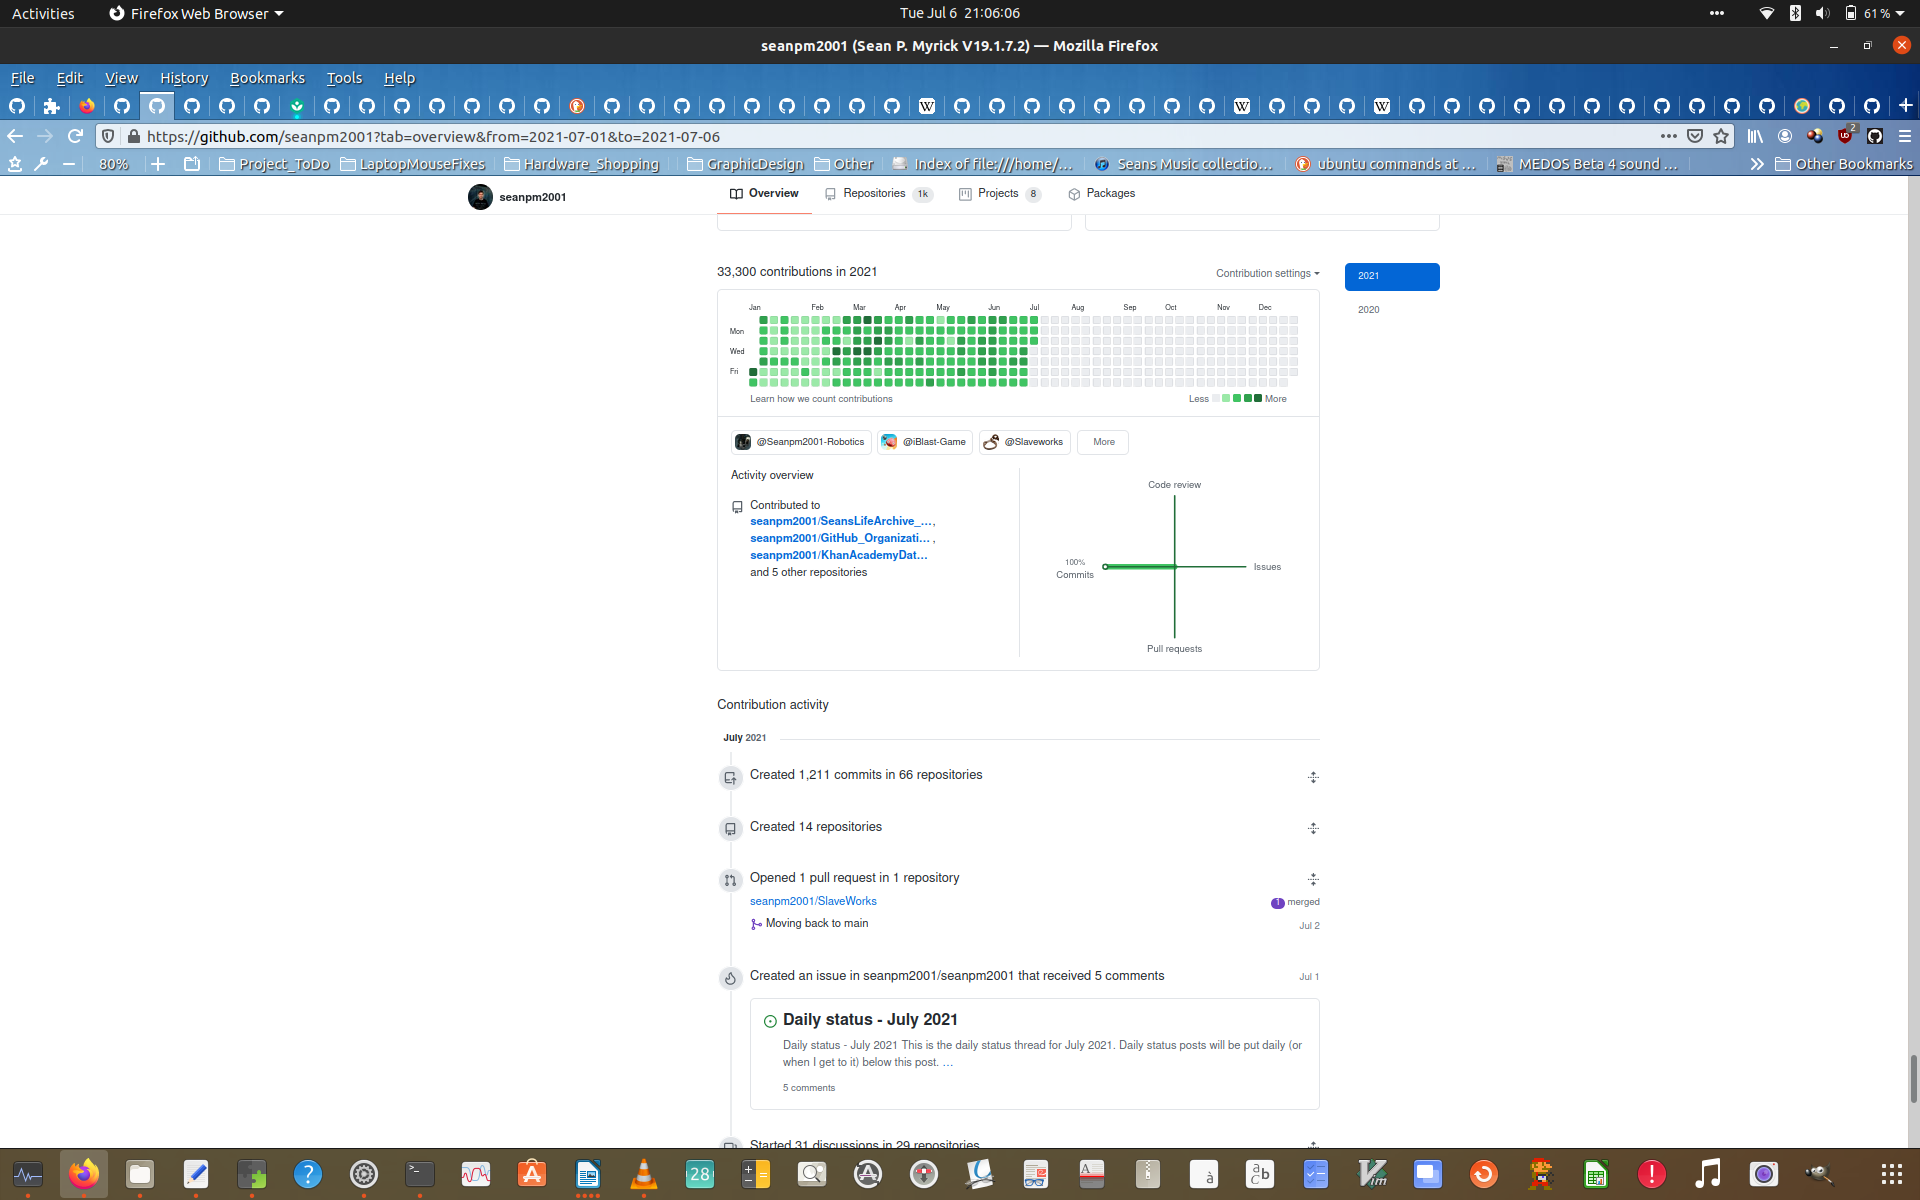 Activities Firefox Web Browser Tue Jul 6 21:06:06 61 %
seanpm2001 (Sean P. Myrick V19.1.7.2) — Mozilla Firefox
File Edit View History Bookmarks Tools Help
https://github.com/seanpm2001?tab=overview&from=2021-07-01&to=2021-07-06 2
80% Project_ToDo LaptopMouseFixes Hardware_Shopping GraphicDesign Other Index of file:///home/… Seans Music collectio… ubuntu commands at … MEDOS Beta 4 sound … Other Bookmarks
seanpm2001 Overview Repositories 1k Projects 8 Packages
33,300 contributions in 2021 Contribution settings 2021
2020
Jan Feb Mar Apr May Jun Jul Aug Sep Oct Nov Dec
Mon
Wed
Fri
Learn how we count contributions Less More
@Seanpm2001-Robotics @iBlast-Game @Slaveworks More
Activity overview
Code review
Contributed to
seanpm2001/SeansLifeArchive_…,
seanpm2001/GitHub_Organizati… ,
seanpm2001/KhanAcademyDat…
and 5 other repositories
100%
Commits
Issues
Pull requests
Contribution activity
July 2021
Created 1,211 commits in 66 repositories
Created 14 repositories
Opened 1 pull request in 1 repository
seanpm2001/SlaveWorks 1 merged
Moving back to main Jul 2
Created an issue in seanpm2001/seanpm2001 that received 5 comments Jul 1
Daily status - July 2021
Daily status - July 2021 This is the daily status thread for July 2021. Daily status posts will be put daily (or
when I get to it) below this post. …
5 comments
Started 31 discussions in 29 repositories
28